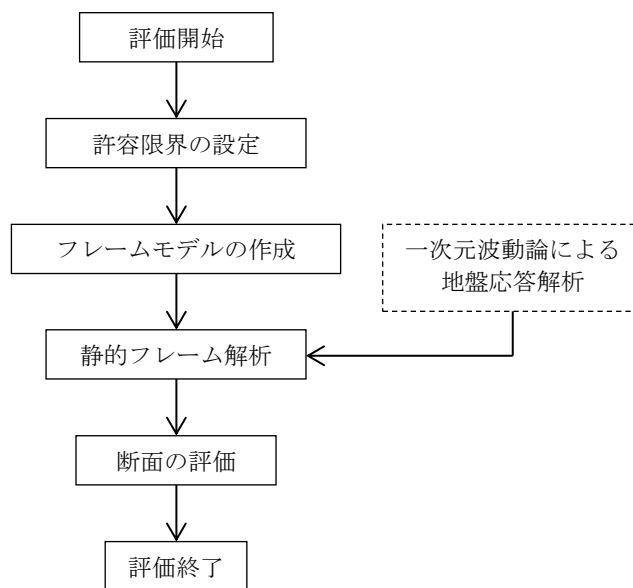 評価開始
許容限界の設定
フレームモデルの作成
一次元波動論による
地盤応答解析
静的フレーム解析
断面の評価
評価終了